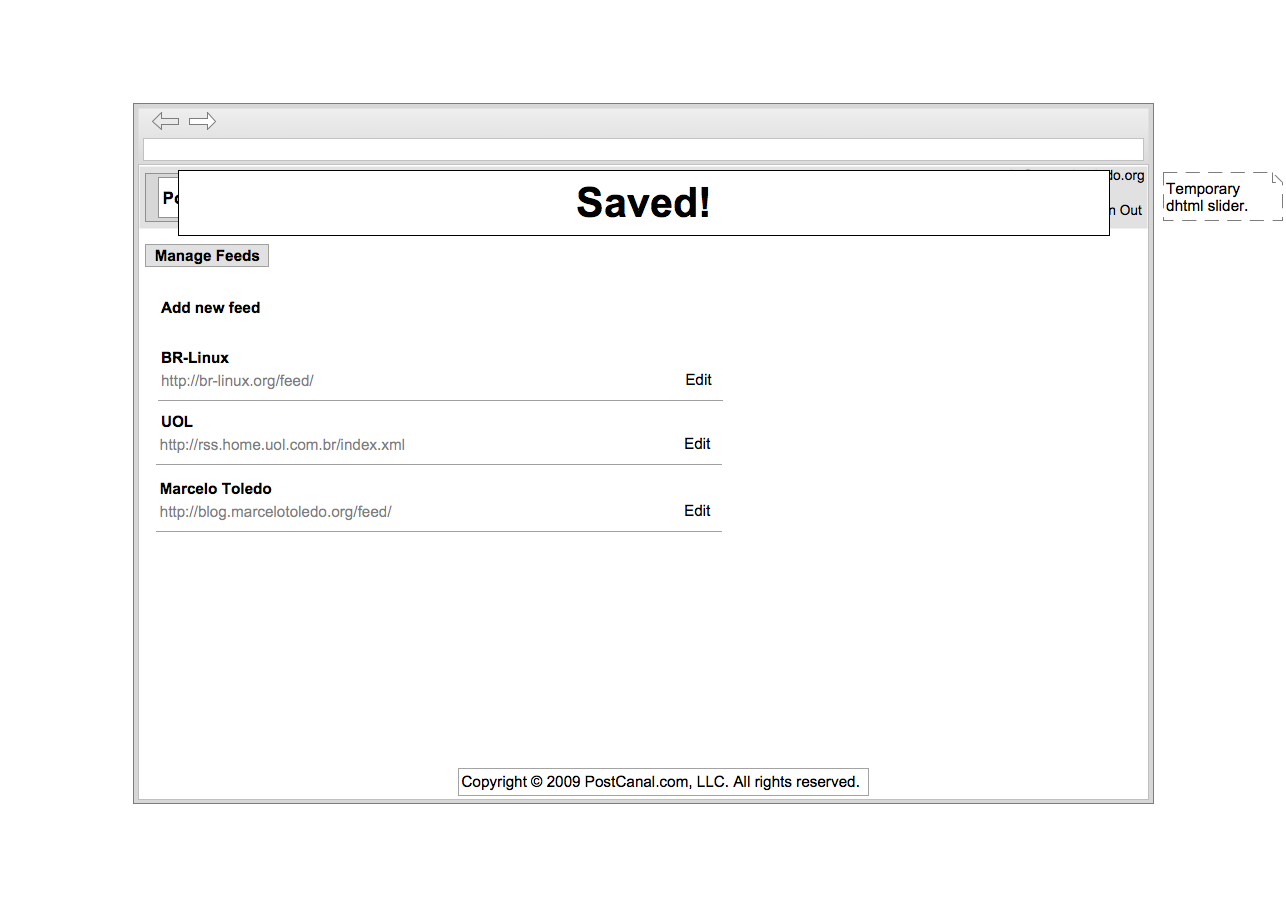 Saved!
do.org
Out
Temporary
dhtml slider.
Manage Feeds
Add new feed
BR-Linux
http://br-linux.org/feed/
Edit
UOL
http://rss.home.uol.com.br/index.xml
Edit
Marcelo Toledo
http://blog.marcelotoledo.org/feed/
Edit
Copyright © 2009 PostCanal.com, LLC. All rights reserved.